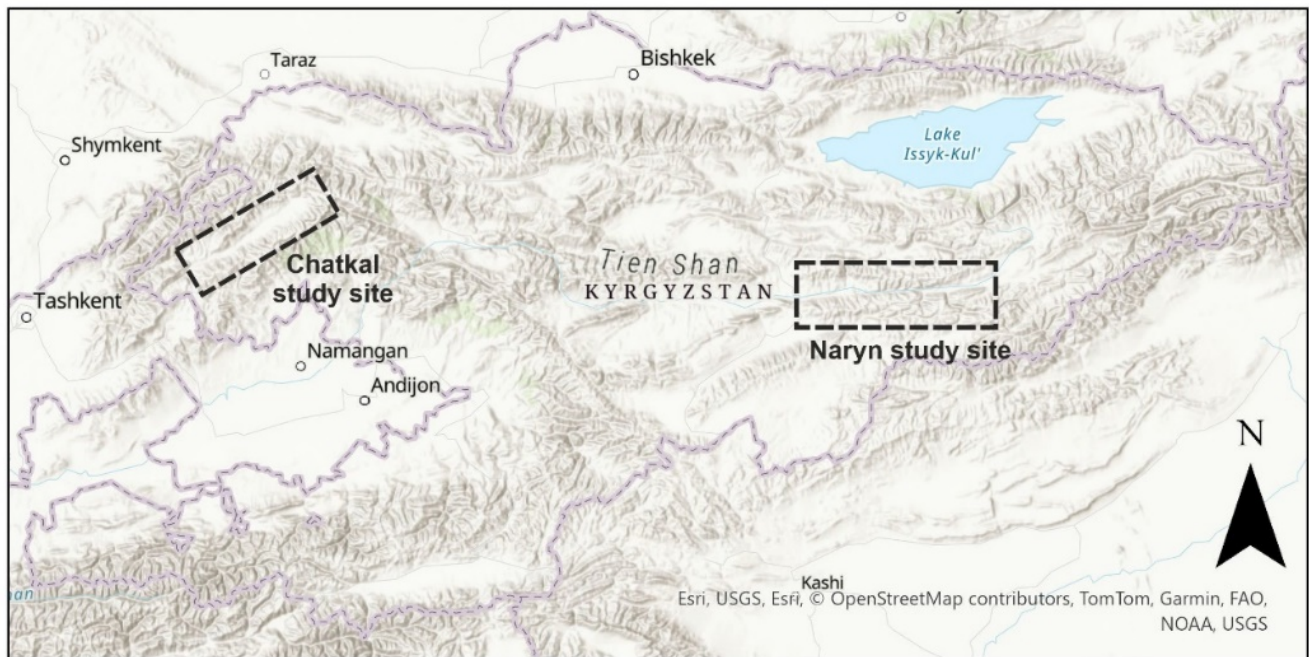 Taraz
Bishkek
Shymkent
Lake
Issyk-Kul'
Chatkal
study site
Tien Shan
KYRGYZSTAN
Tashkent
Naryn study site
Namangan
Andijon
N
Kashi
Esri, USGS, Esri, © OpenStreetMap contributors, TomTom, Garmin, FAO,
NOAA, USGS